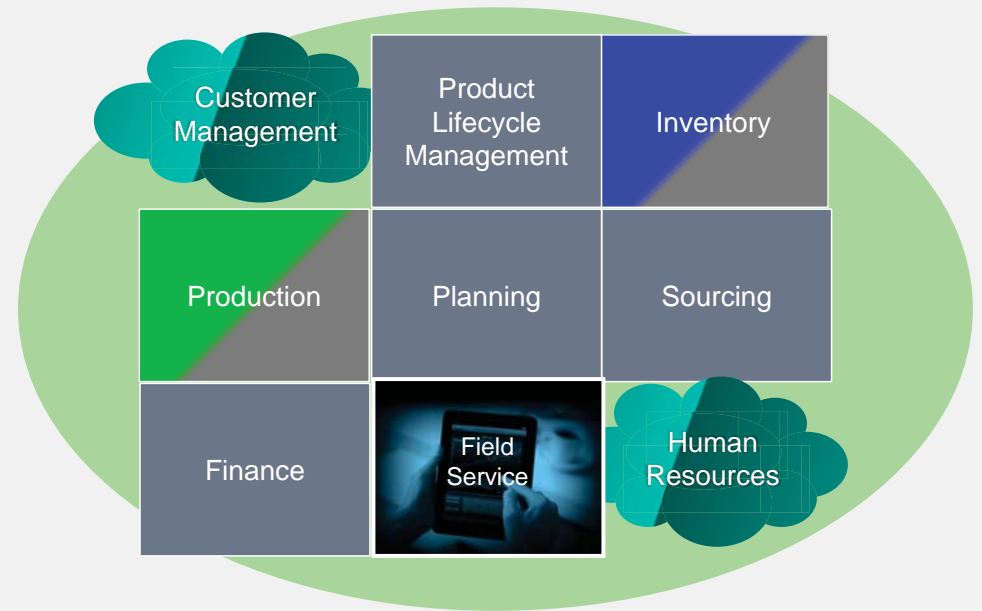 Customer
Management
Product
Lifecycle
Management
Inventory
Production
Planning
Sourcing
Finance
Field
Service
Human
Resources